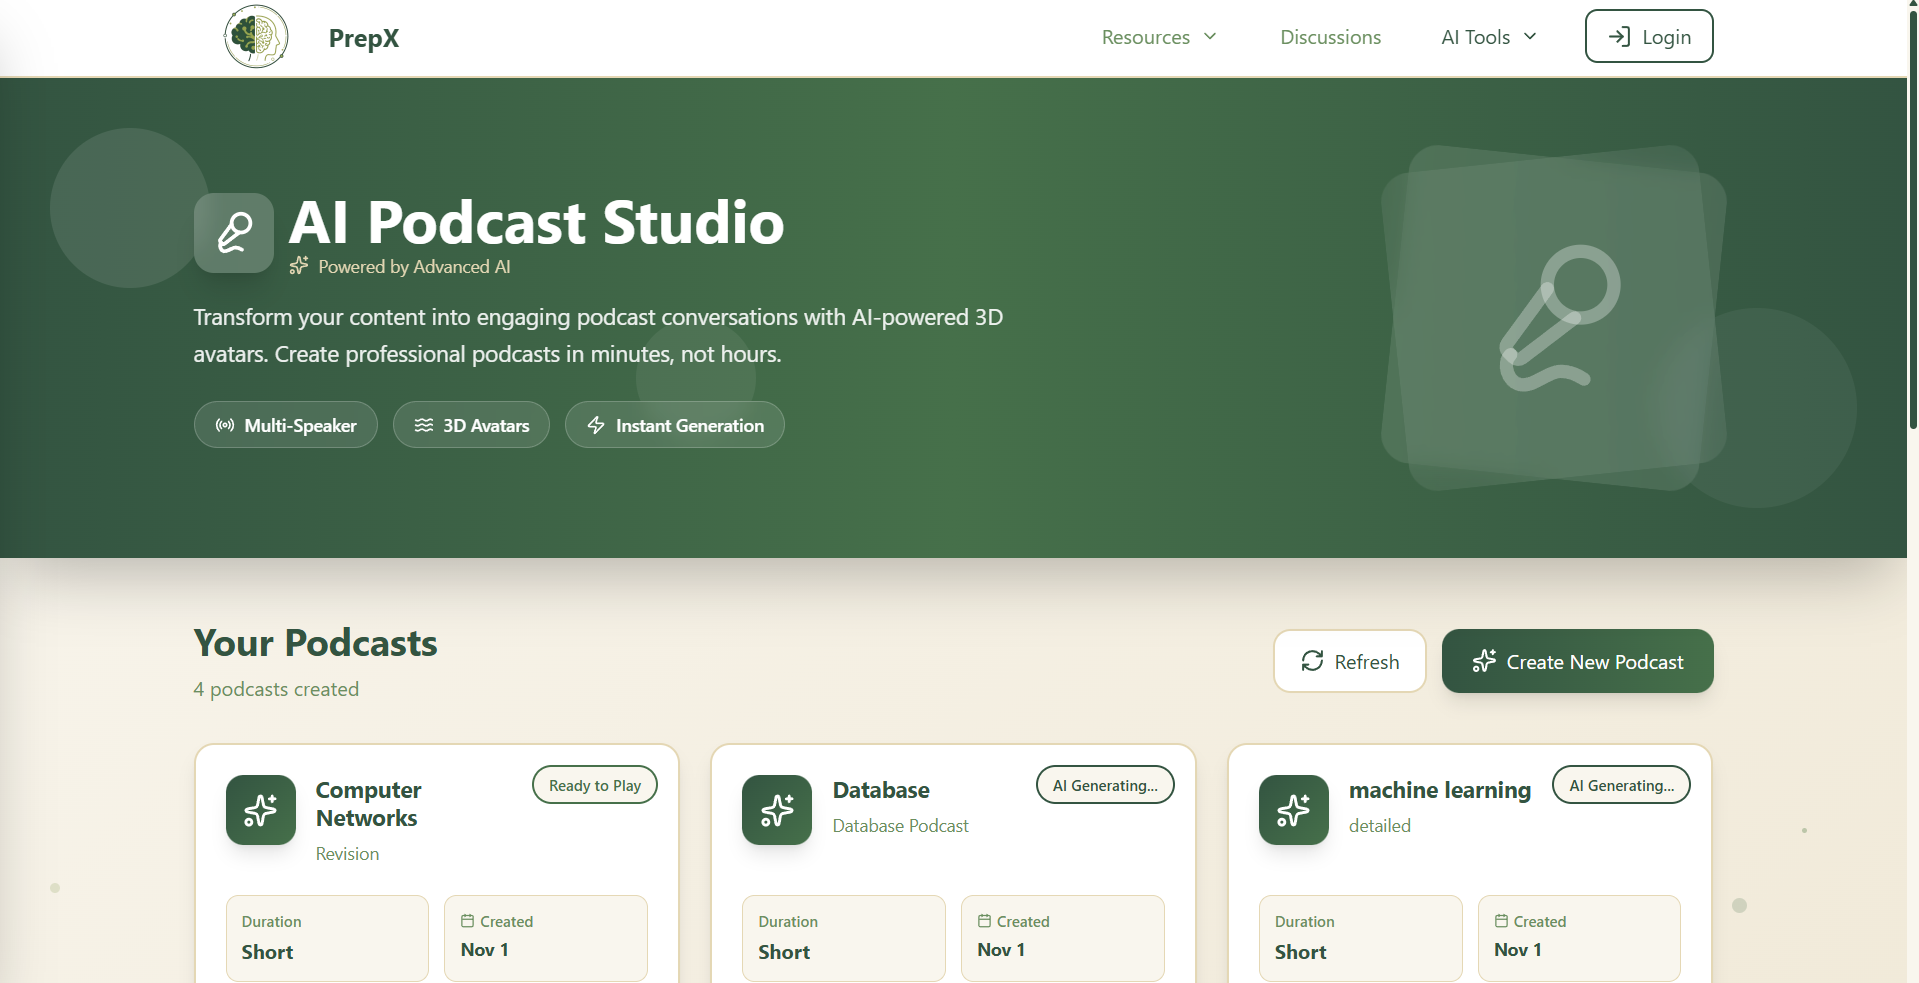 PrepX
Resources
Discussions
AI Tools
Login
AI Podcast Studio
Powered by Advanced AI
Transform your content into engaging podcast conversations with AI-powered 3D
avatars. Create professional podcasts in minutes, not hours.
Multi-Speaker
3D Avatars
Instant Generation
Your Podcasts
4 podcasts created
Refresh
Create New Podcast
Computer
Networks
Revision
Ready to Play
Duration
Short
Created
Nov 1
Database
Database Podcast
AI Generating...
Duration
Short
Created
Nov 1
machine learning
detailed
AI Generating...
Duration
Short
Created
Nov 1